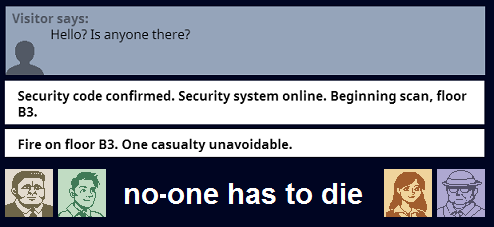 Visitor says:
Hello? Is anyone there?
Security code confirmed. Security system online. Beginning scan, floor
B3.
Fire on floor B3. One casualty unavoidable.
no-one has to die